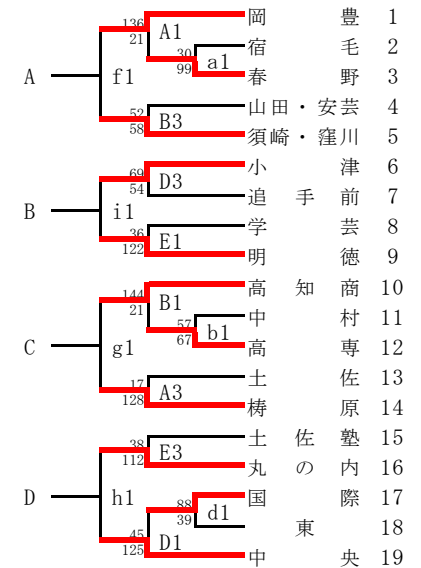 岡豊 1
136 A1
21
宿毛 2
30 a1
99
春野 3
A f1
山田・安芸 4
52 B3
58
須崎・窪川 5
小津 6
69 D3
54
追手前 7
B i1
学芸 8
36 E1
122
明徳 9
高知商 10
144 B1
21
中村 11
57 b1
67
高専 12
C g1
土佐 13
17 A3
128
梼原 14
土佐塾 15
38 E3
112
丸の内 16
D h1
国際 17
88 d1
39
東 18
45 D1
125
中央 19